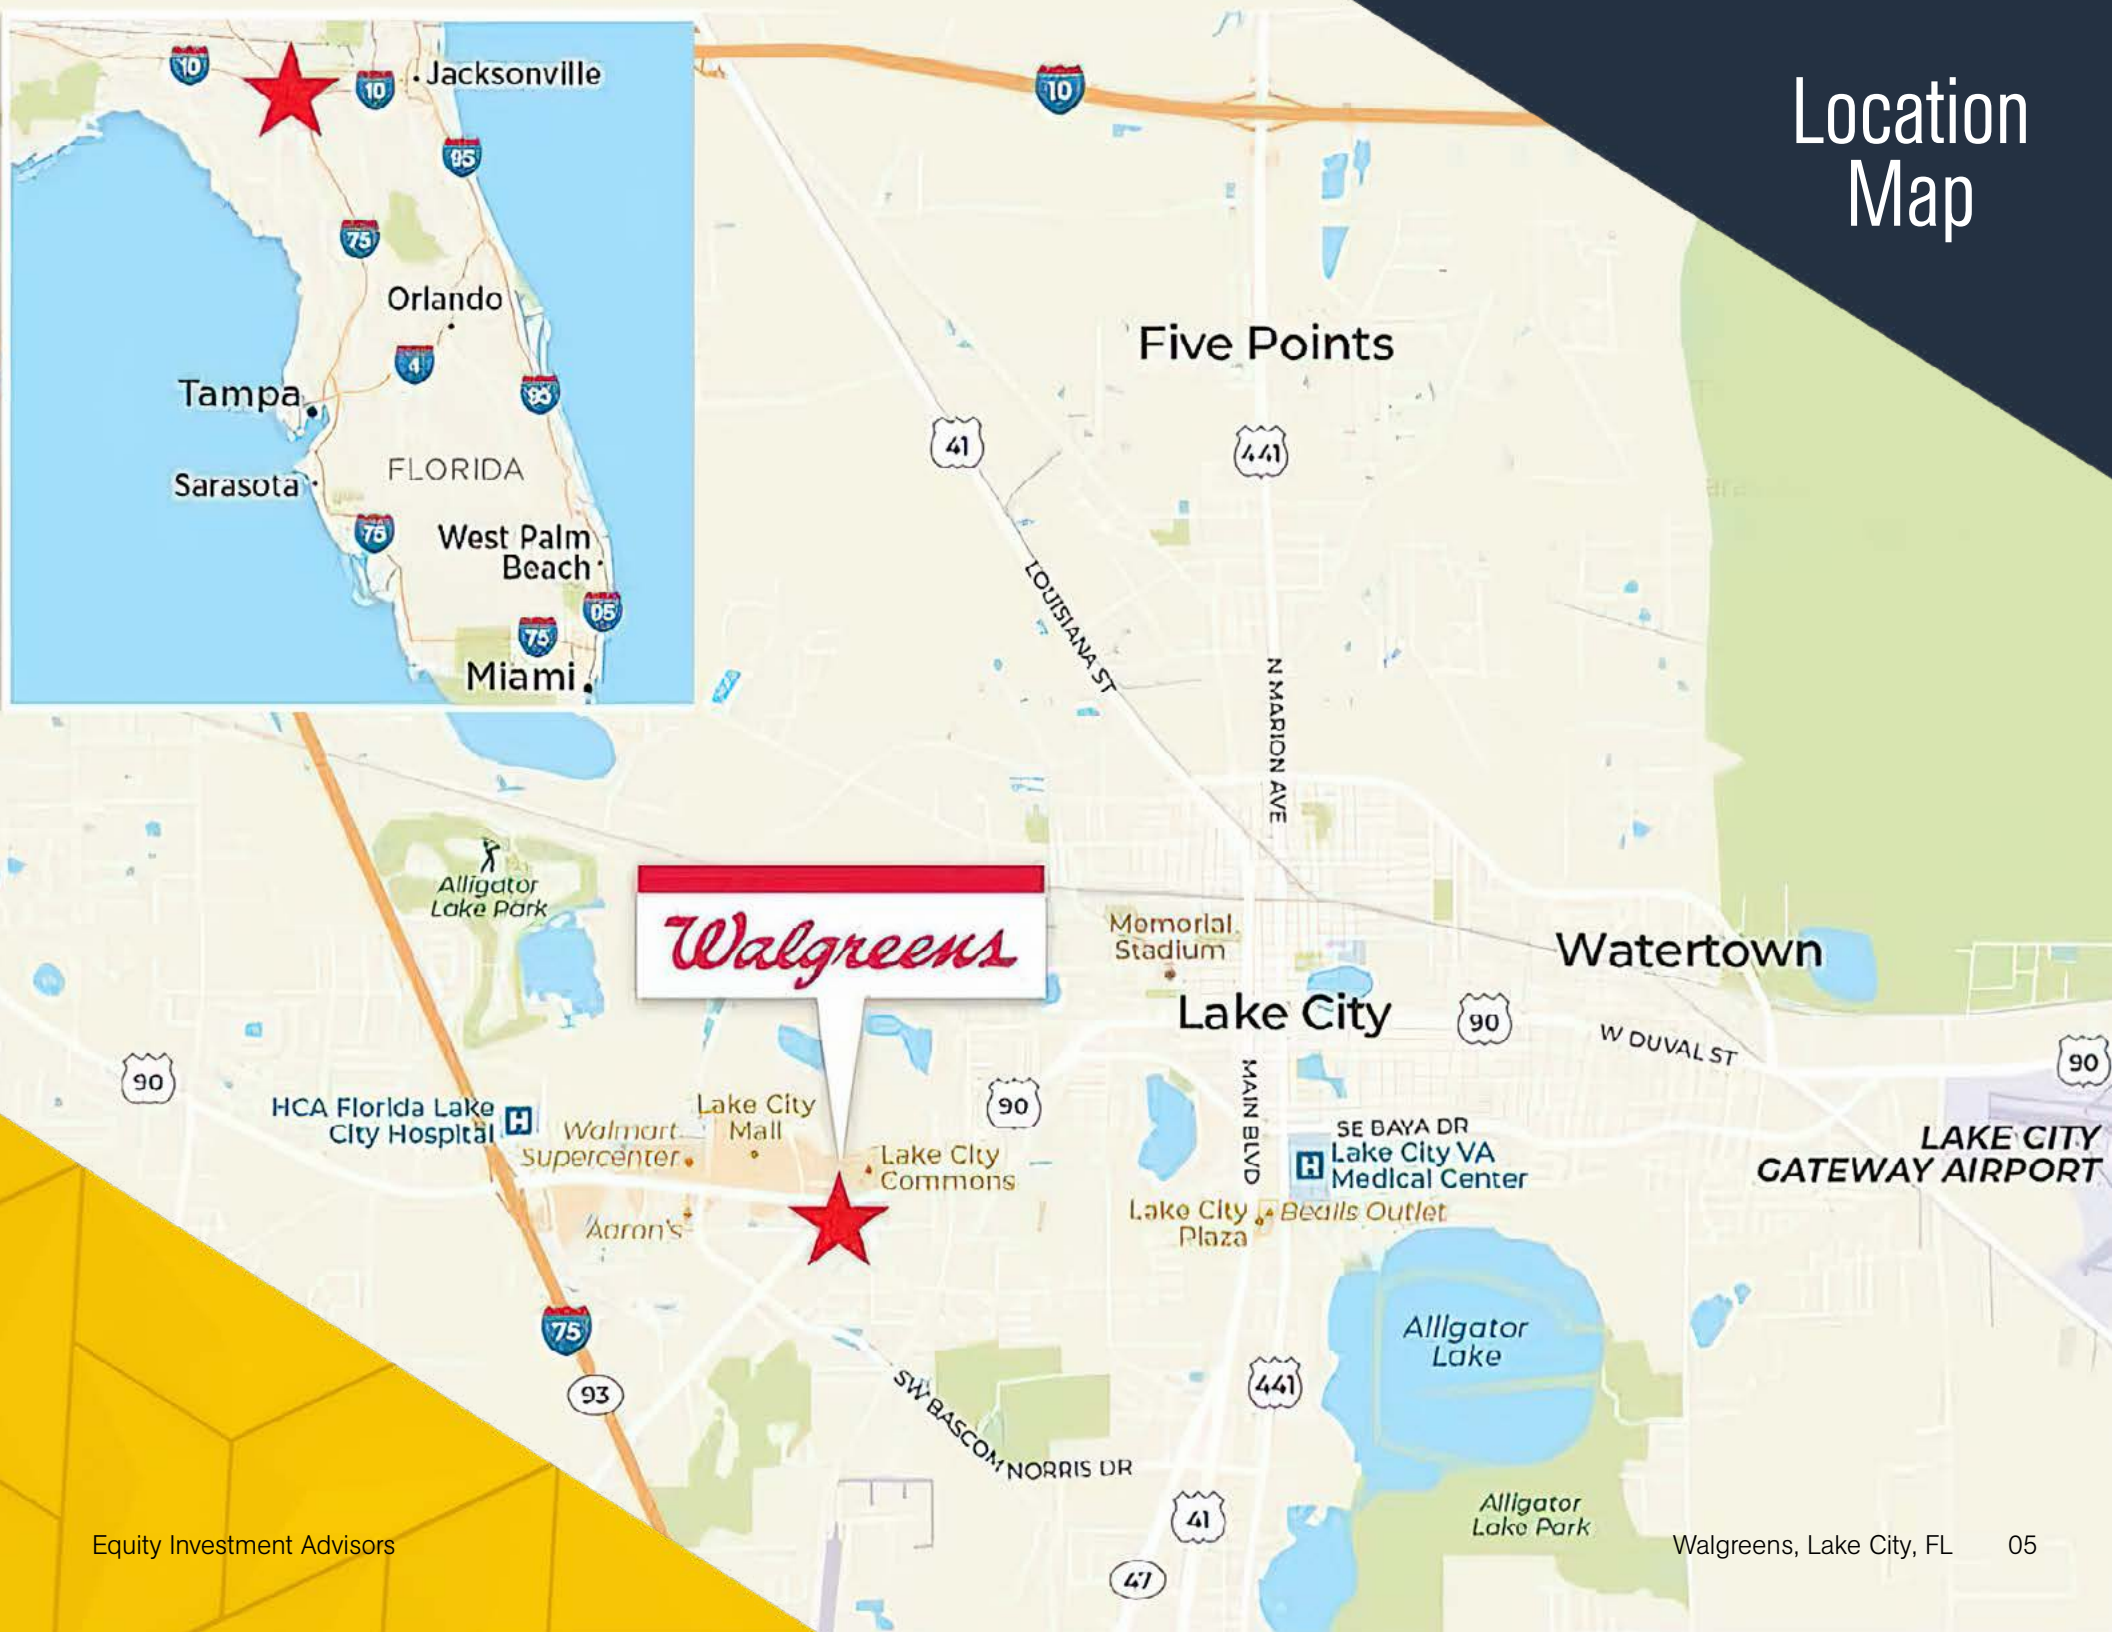 Location
Map
10
10
Jacksonville
95
75
Orlando
4
Tampa
95
FLORIDA
Sarasota
75
West Palm
Beach
95
75
Miami
10
Five Points
41
441
LOUISIANA ST
N MARION AVE
Alligator
Lake Park
Walgreens
Memorial
Stadium
Watertown
Lake City
90
W DUVAL ST
90
90
90
HCA Florida Lake
City Hospital
H
Walmart
Supercenter
Lake City
Mall
Lake City
Commons
Aaron's
MAIN BLVD
SE BAYA DR
H
Lake City VA
Medical Center
Lake City
Plaza
Bealls Outlet
LAKE CITY
GATEWAY AIRPORT
75
93
Alligator
Lake
441
SW BASCOM NORRIS DR
41
47
Alligator
Lake Park
Equity Investment Advisors
Walgreens, Lake City, FL 05